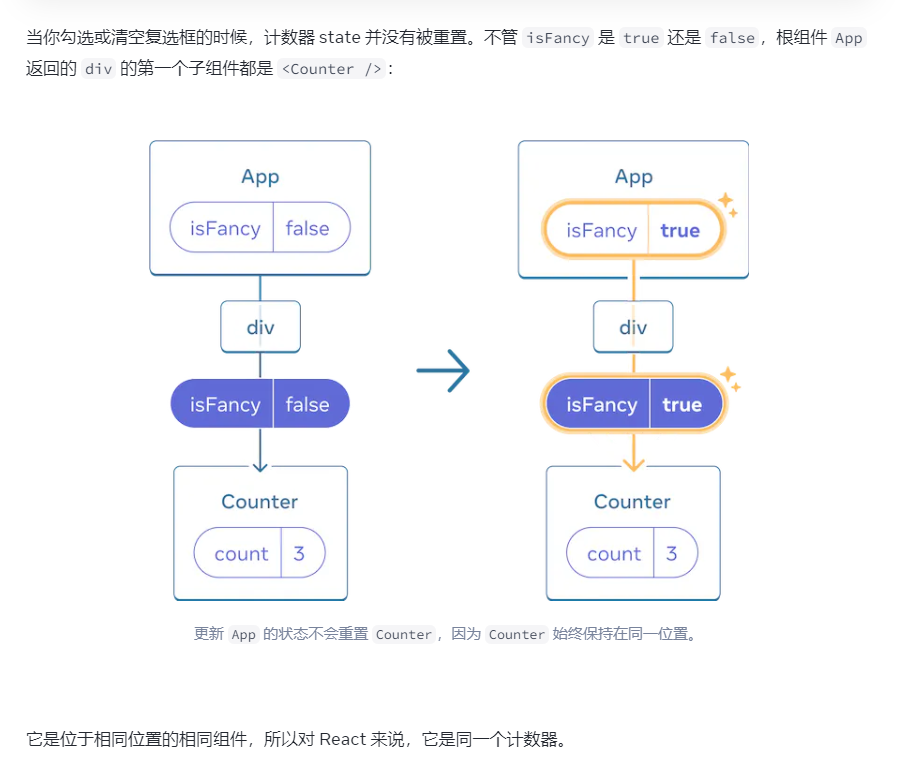 当你勾选或清空复选框的时候，计数器 state 并没有被重置。不管 isFancy 是 true 还是 false，根组件 App
返回的 div 的第一个子组件都是 <Counter />：
App
isFancy false
div
isFancy false
Counter
count 3
App
isFancy true
div
isFancy true
Counter
count 3
更新 App 的状态不会重置 Counter，因为 Counter 始终保持在同一位置。
它是位于相同位置的相同组件，所以对 React 来说，它是同一个计数器。